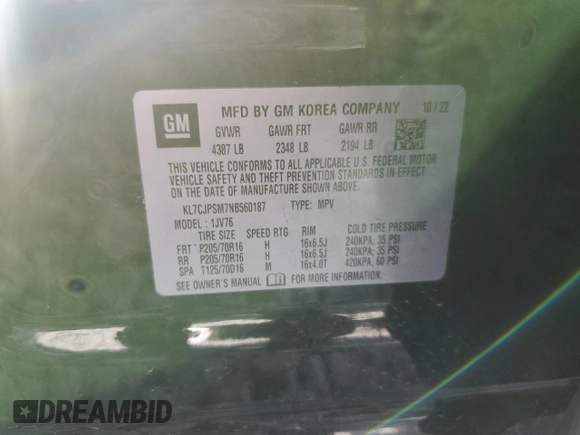 GM
MFD BY GM KOREA COMPANY 10/22
GVWR GAWR FRT GAWR RR
4387 LB 2348 LB 2194 LB
THIS VEHICLE CONFORMS TO ALL APPLICABLE U.S. FEDERAL MOTOR
VEHICLE SAFETY AND THEFT PREVENTION STANDARDS IN EFFECT
ON THE DATE OF MANUFACTURE SHOWN ABOVE.
KL7CJPSM7NB560187 TYPE: MPV
MODEL: 1JV76
TIRE SIZE SPEED RTG RIM COLD TIRE PRESSURE
FRT P205/70R16 H 16x6.5J 240KPA, 35 PSI
RR P205/70R16 H 16x6.5J 240KPA, 35 PSI
SPA T125/70D16 M 16x4.0T 420KPA, 60 PSI
SEE OWNER'S MANUAL FOR MORE INFORMATION.
DREAMBID